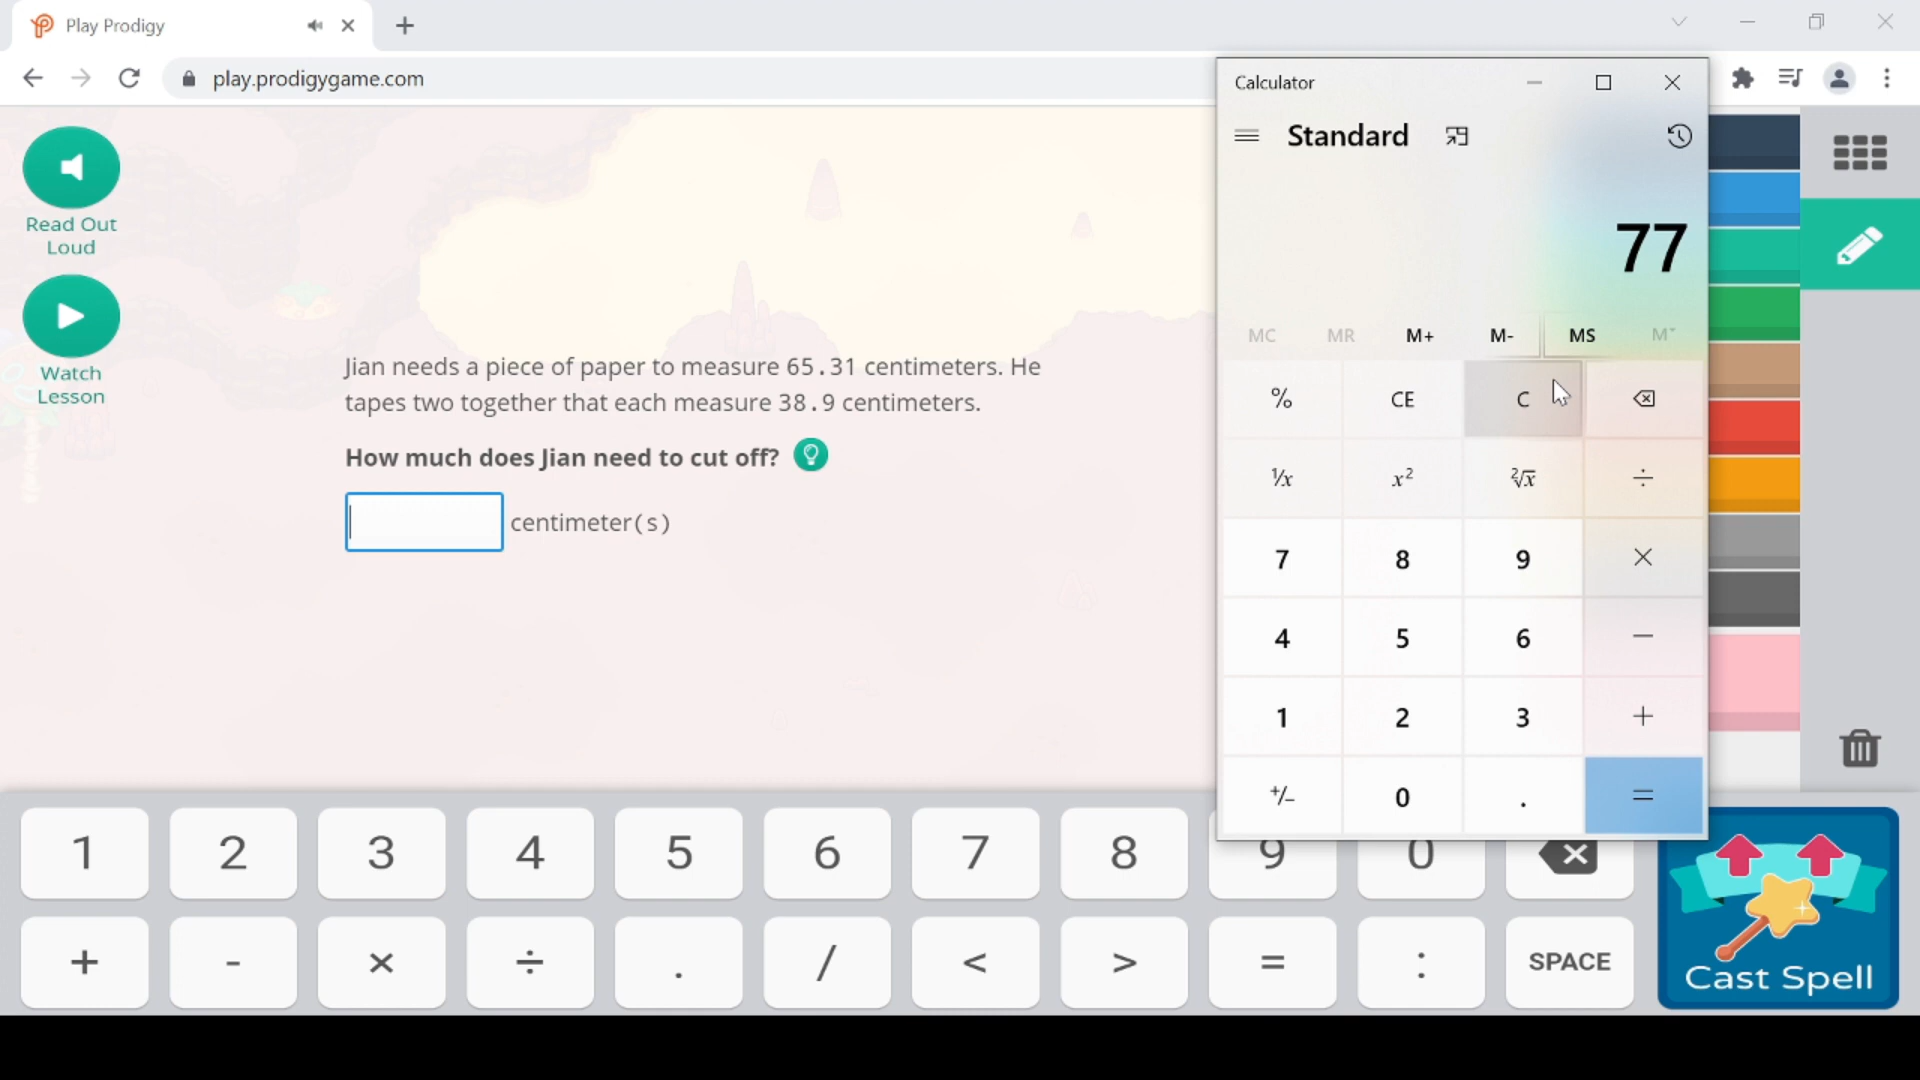 Play Prodigy
play.prodigygame.com
Read Out
Loud
Watch
Lesson
Jian needs a piece of paper to measure 65.31 centimeters. He
tapes two together that each measure 38.9 centimeters.
How much does Jian need to cut off?
centimeter(s)
Calculator
Standard
77
MC MR M+ M- MS M˅
% CE C
¹/x x² ²√x ÷
7 8 9 ×
4 5 6 −
1 2 3 +
+/− 0 . =
1 2 3 4 5 6 7 8 9 0
+ - × ÷ . / < > = : SPACE
Cast Spell